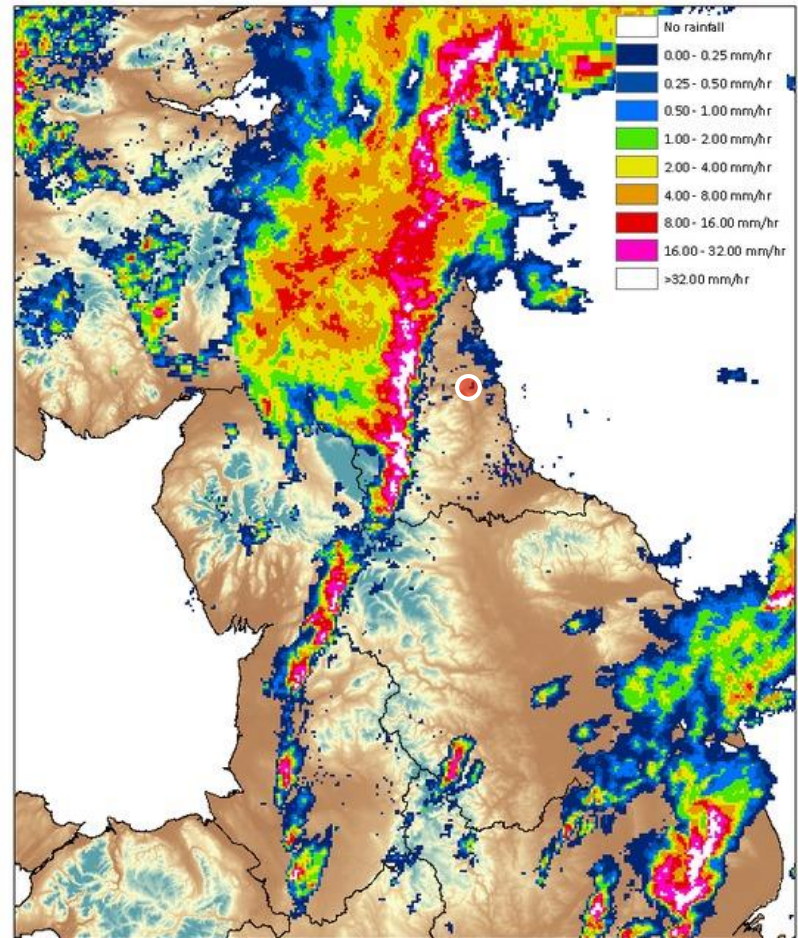 No rainfall
0.00 - 0.25 mm/hr
0.25 - 0.50 mm/hr
0.50 - 1.00 mm/hr
1.00 - 2.00 mm/hr
2.00 - 4.00 mm/hr
4.00 - 8.00 mm/hr
8.00 - 16.00 mm/hr
16.00 - 32.00 mm/hr
>32.00 mm/hr